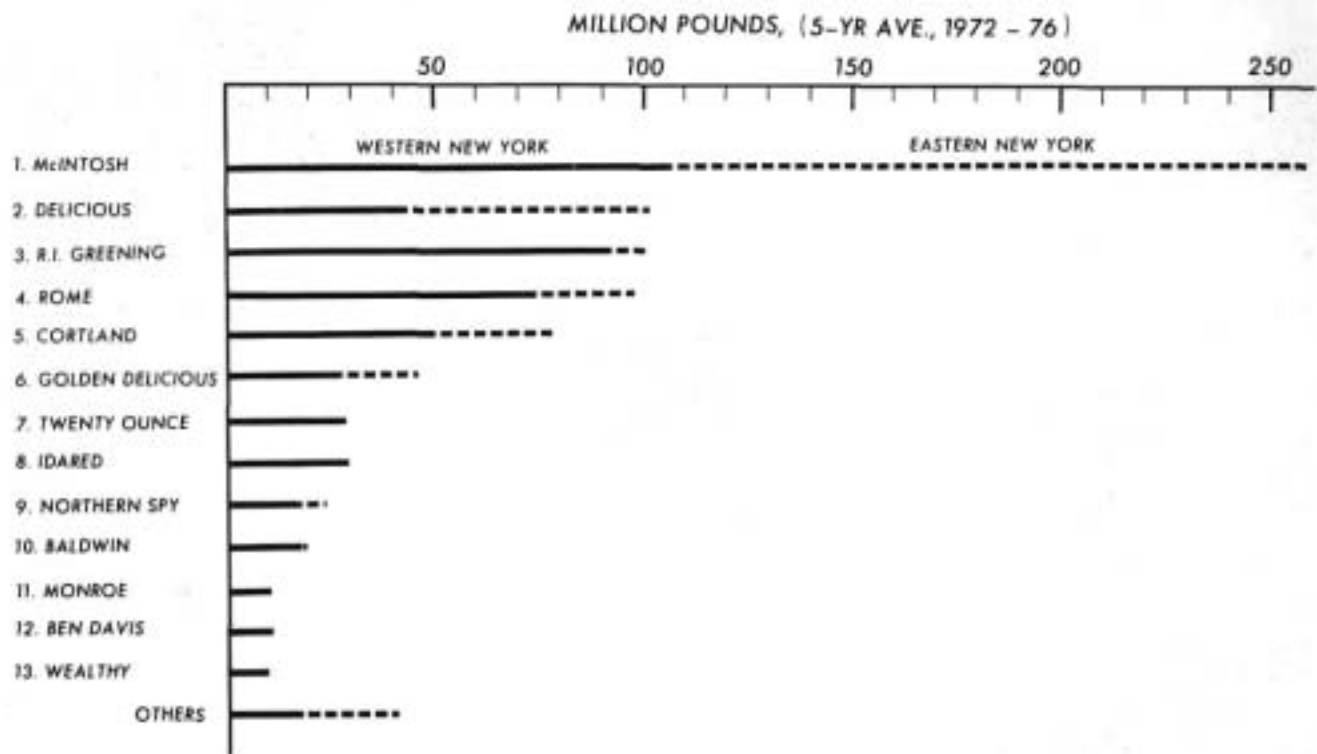 MILLION POUNDS, (5-YR AVE., 1972 - 76)
50 100 150 200 250
WESTERN NEW YORK EASTERN NEW YORK
1. McINTOSH
2. DELICIOUS
3. R.I. GREENING
4. ROME
5. CORTLAND
6. GOLDEN DELICIOUS
7. TWENTY OUNCE
8. IDARED
9. NORTHERN SPY
10. BALDWIN
11. MONROE
12. BEN DAVIS
13. WEALTHY
OTHERS